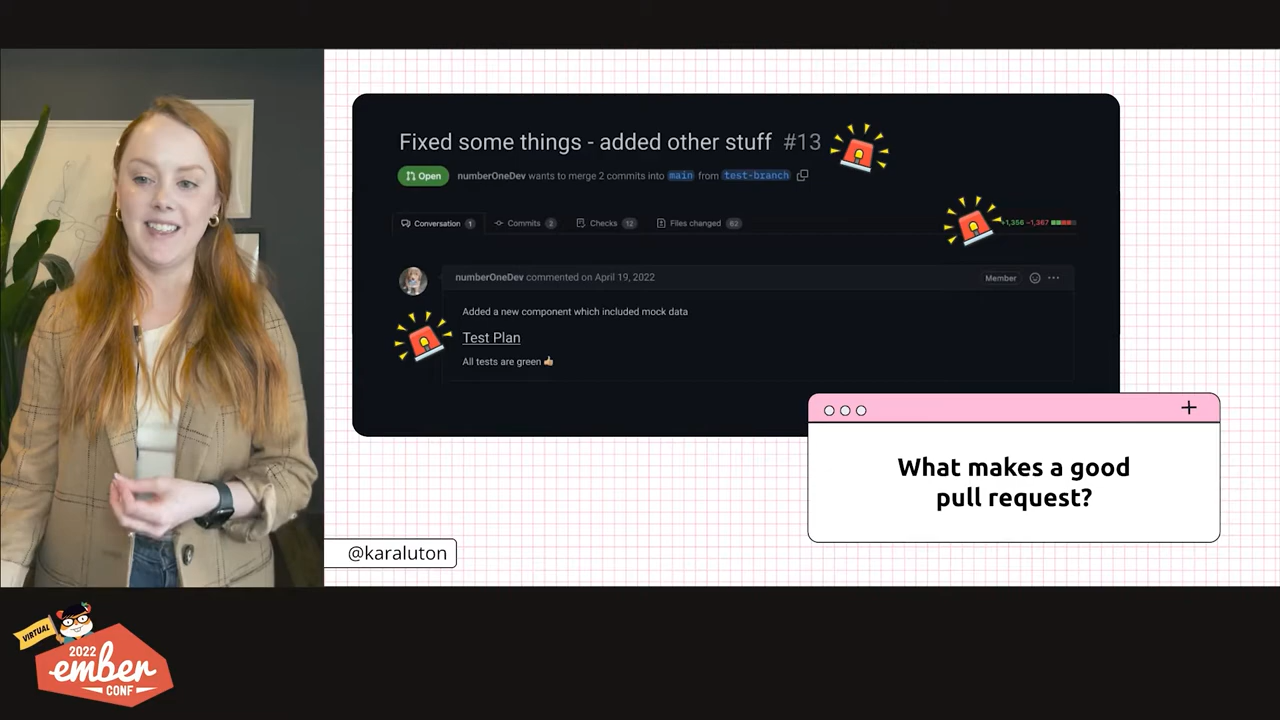 Fixed some things - added other stuff #13
Open numberOneDev wants to merge 2 commits into main from test-branch
Conversation 1 Commits 2 Checks 12 Files changed 62 +1,356 −1,367
numberOneDev commented on April 19, 2022 Member
Added a new component which included mock data
Test Plan
All tests are green 👍🏼
What makes a good
pull request?
@karaluton
VIRTUAL
2022
ember
CONF